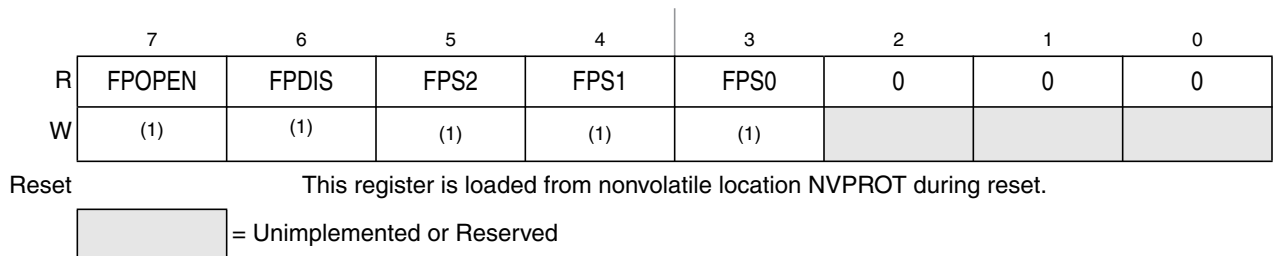 7 6 5 4 3 2 1 0
R FPOPEN FPDIS FPS2 FPS1 FPS0 0 0 0
W (1) (1) (1) (1) (1)
Reset This register is loaded from nonvolatile location NVPROT during reset.
= Unimplemented or Reserved